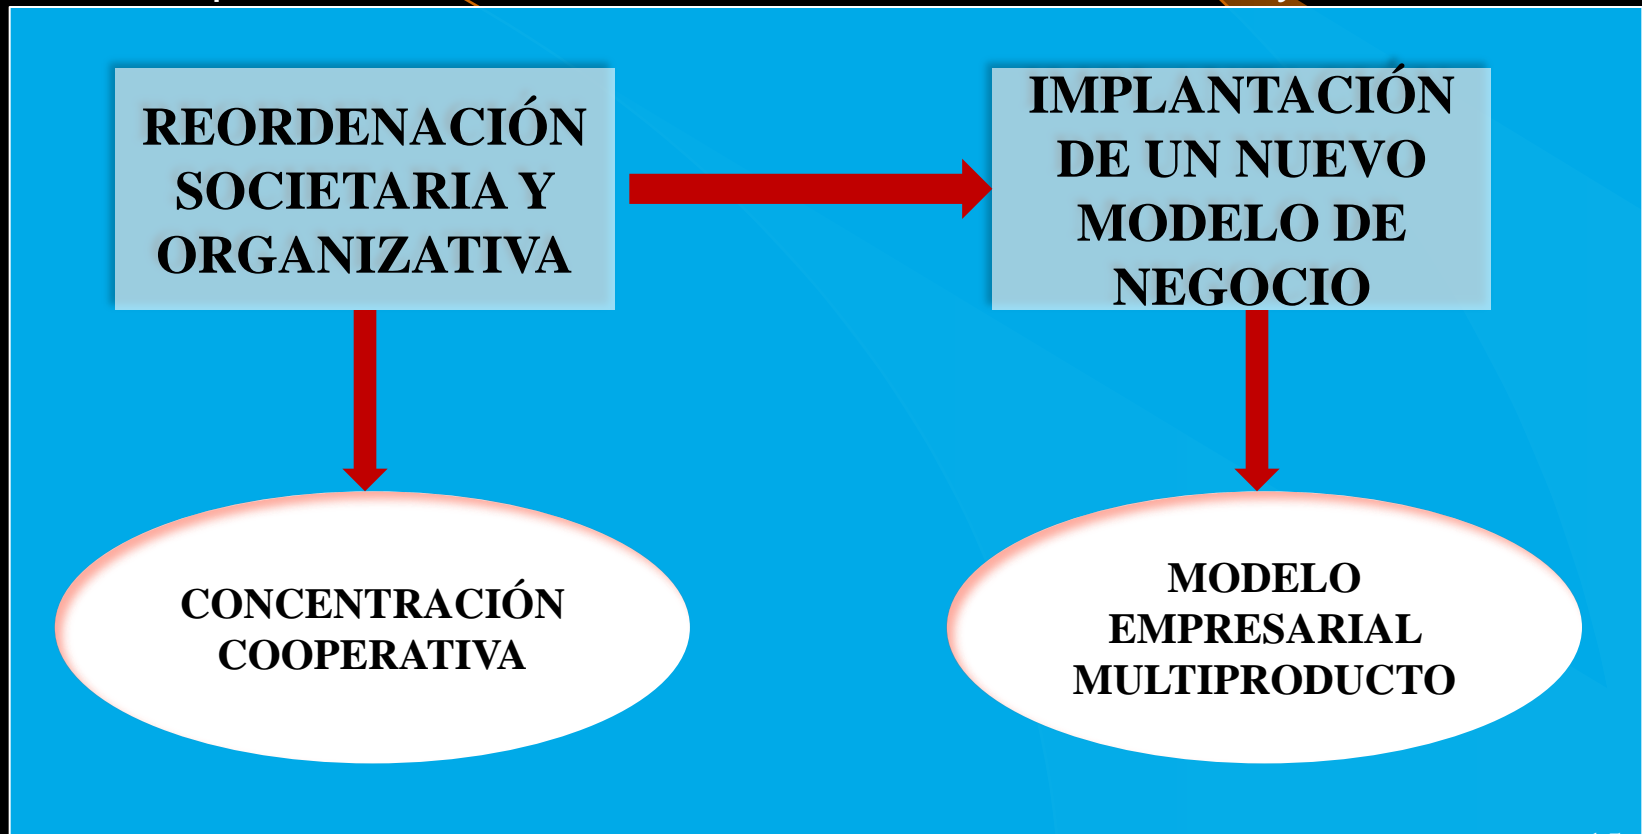 REORDENACIÓN
SOCIETARIA Y
ORGANIZATIVA
IMPLANTACIÓN
DE UN NUEVO
MODELO DE
NEGOCIO
CONCENTRACIÓN
COOPERATIVA
MODELO
EMPRESARIAL
MULTIPRODUCTO